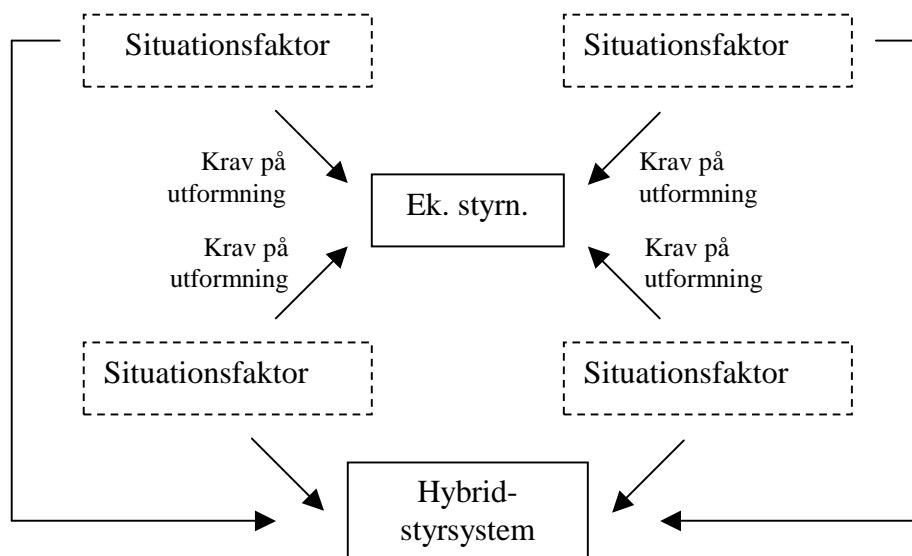 Situationsfaktor
Situationsfaktor
Krav på
utformning
Krav på
utformning
Ek. styrn.
Krav på
utformning
Krav på
utformning
Situationsfaktor
Situationsfaktor
Hybrid-
styrsystem